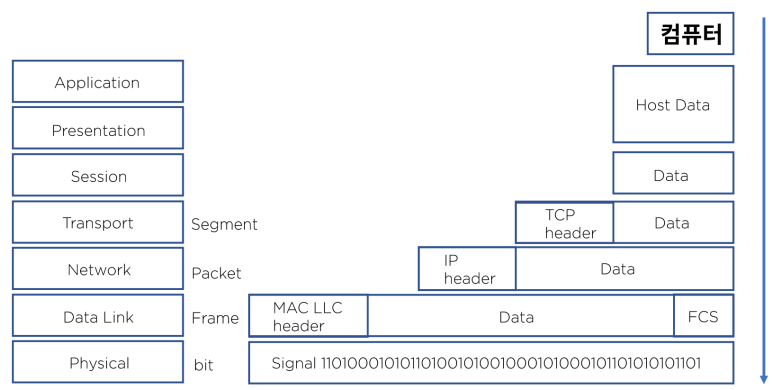 컴퓨터
Application
Host Data
Presentation
Session
Data
Transport
Segment
TCP
header
Data
Network
Packet
IP
header
Data
Data Link
Frame
MAC LLC
header
Data
FCS
Physical
bit
Signal 11010001010110100101001000101000101101010101101